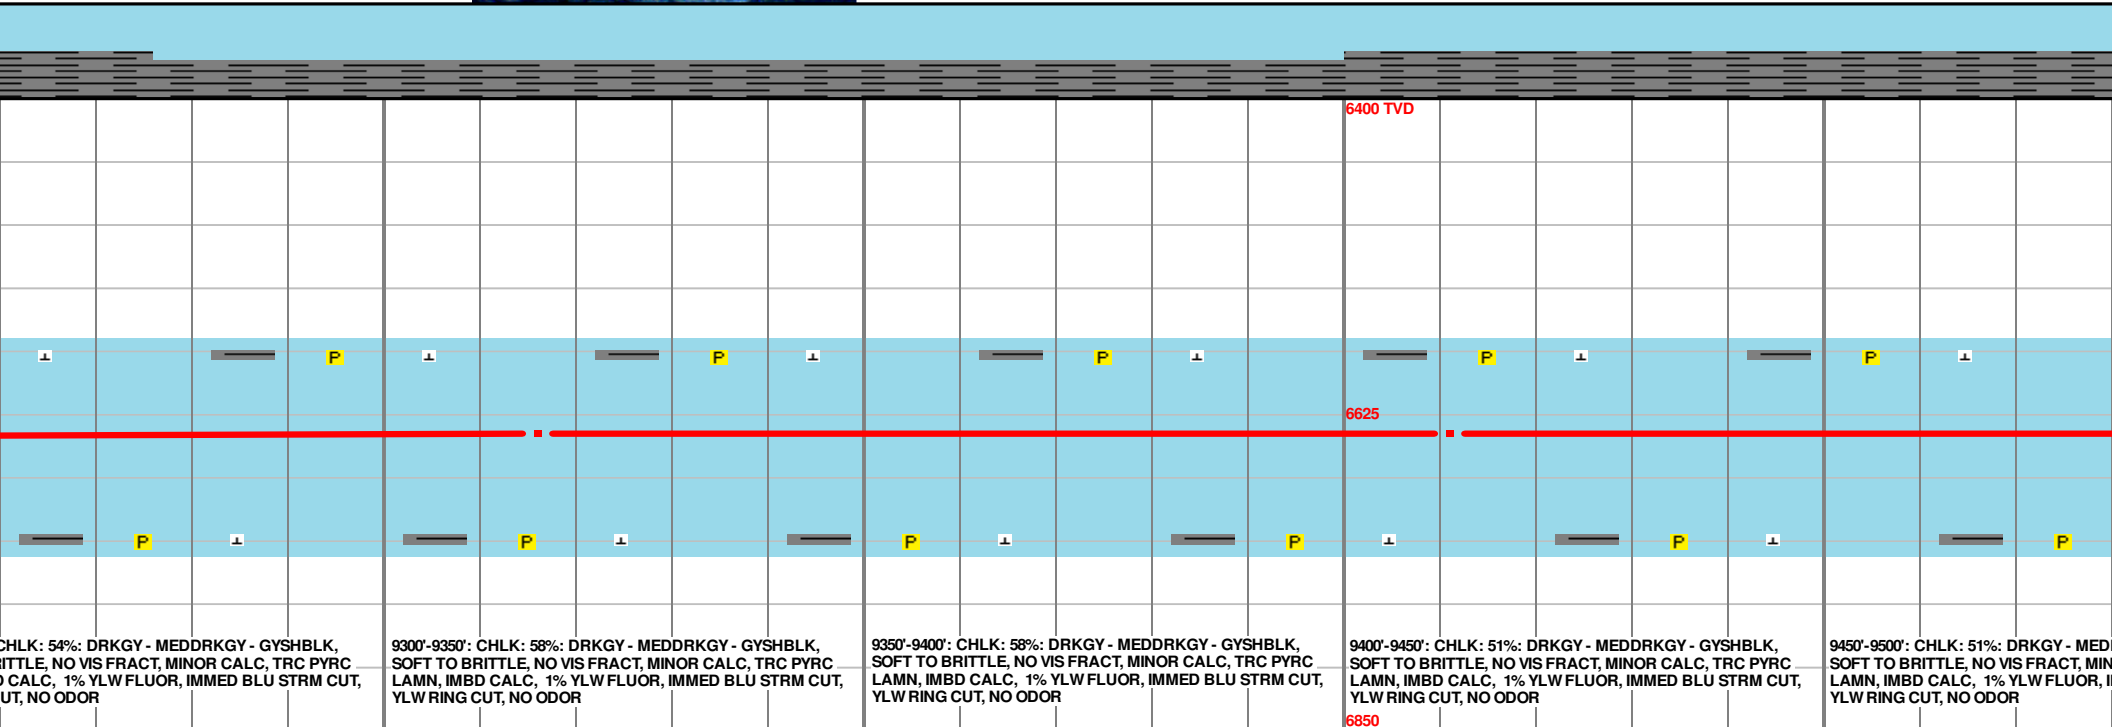 6400 TVD
P
P
P
P
P
6625
P
P
P
P
P
CHLK: 54%: DRKGY - MEDDRKGY - GYSHBLK,
ITTLE, NO VIS FRACT, MINOR CALC, TRC PYRC
CALC, 1% YLW FLUOR, IMMED BLU STRM CUT,
UT, NO ODOR
9300'-9350': CHLK: 58%: DRKGY - MEDDRKGY - GYSHBLK,
SOFT TO BRITTLE, NO VIS FRACT, MINOR CALC, TRC PYRC
LAMN, IMBD CALC, 1% YLW FLUOR, IMMED BLU STRM CUT,
YLW RING CUT, NO ODOR
9350'-9400': CHLK: 58%: DRKGY - MEDDRKGY - GYSHBLK,
SOFT TO BRITTLE, NO VIS FRACT, MINOR CALC, TRC PYRC
LAMN, IMBD CALC, 1% YLW FLUOR, IMMED BLU STRM CUT,
YLW RING CUT, NO ODOR
9400'-9450': CHLK: 51%: DRKGY - MEDDRKGY - GYSHBLK,
SOFT TO BRITTLE, NO VIS FRACT, MINOR CALC, TRC PYRC
LAMN, IMBD CALC, 1% YLW FLUOR, IMMED BLU STRM CUT,
YLW RING CUT, NO ODOR
9450'-9500': CHLK: 51%: DRKGY - MED
SOFT TO BRITTLE, NO VIS FRACT, MIN
LAMN, IMBD CALC, 1% YLW FLUOR, I
YLW RING CUT, NO ODOR
6850